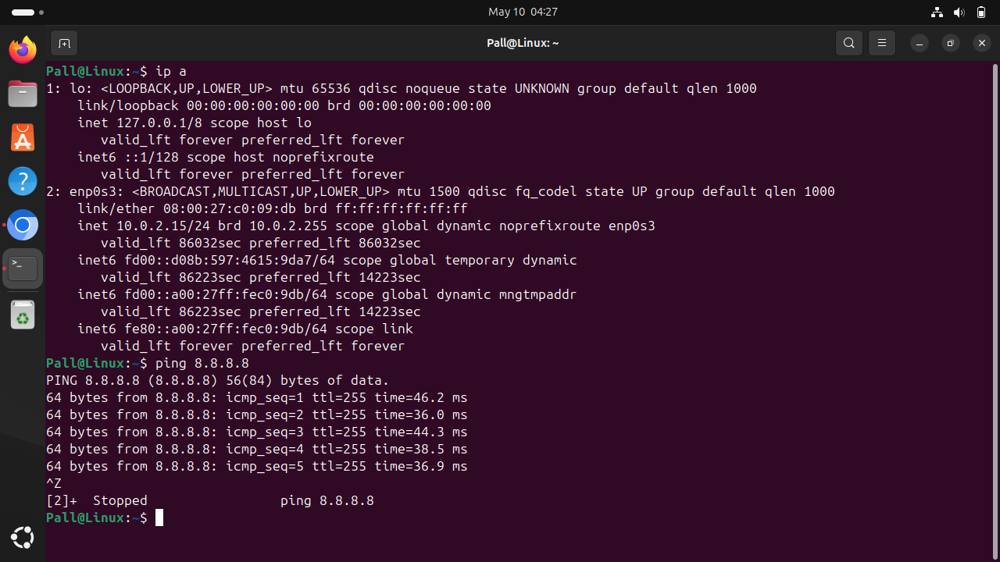 May 10 04:27
Pall@Linux: ~
Pall@Linux:~$ ip a
1: lo: <LOOPBACK,UP,LOWER_UP> mtu 65536 qdisc noqueue state UNKNOWN group default qlen 1000
    link/loopback 00:00:00:00:00:00 brd 00:00:00:00:00:00
    inet 127.0.0.1/8 scope host lo
       valid_lft forever preferred_lft forever
    inet6 ::1/128 scope host noprefixroute
       valid_lft forever preferred_lft forever
2: enp0s3: <BROADCAST,MULTICAST,UP,LOWER_UP> mtu 1500 qdisc fq_codel state UP group default qlen 1000
    link/ether 08:00:27:c0:09:db brd ff:ff:ff:ff:ff:ff
    inet 10.0.2.15/24 brd 10.0.2.255 scope global dynamic noprefixroute enp0s3
       valid_lft 86032sec preferred_lft 86032sec
    inet6 fd00::d08b:597:4615:9da7/64 scope global temporary dynamic
       valid_lft 86223sec preferred_lft 14223sec
    inet6 fd00::a00:27ff:fec0:9db/64 scope global dynamic mngtmpaddr
       valid_lft 86223sec preferred_lft 14223sec
    inet6 fe80::a00:27ff:fec0:9db/64 scope link
       valid_lft forever preferred_lft forever
Pall@Linux:~$ ping 8.8.8.8
PING 8.8.8.8 (8.8.8.8) 56(84) bytes of data.
64 bytes from 8.8.8.8: icmp_seq=1 ttl=255 time=46.2 ms
64 bytes from 8.8.8.8: icmp_seq=2 ttl=255 time=36.0 ms
64 bytes from 8.8.8.8: icmp_seq=3 ttl=255 time=44.3 ms
64 bytes from 8.8.8.8: icmp_seq=4 ttl=255 time=38.5 ms
64 bytes from 8.8.8.8: icmp_seq=5 ttl=255 time=36.9 ms
^Z
[2]+  Stopped                 ping 8.8.8.8
Pall@Linux:~$